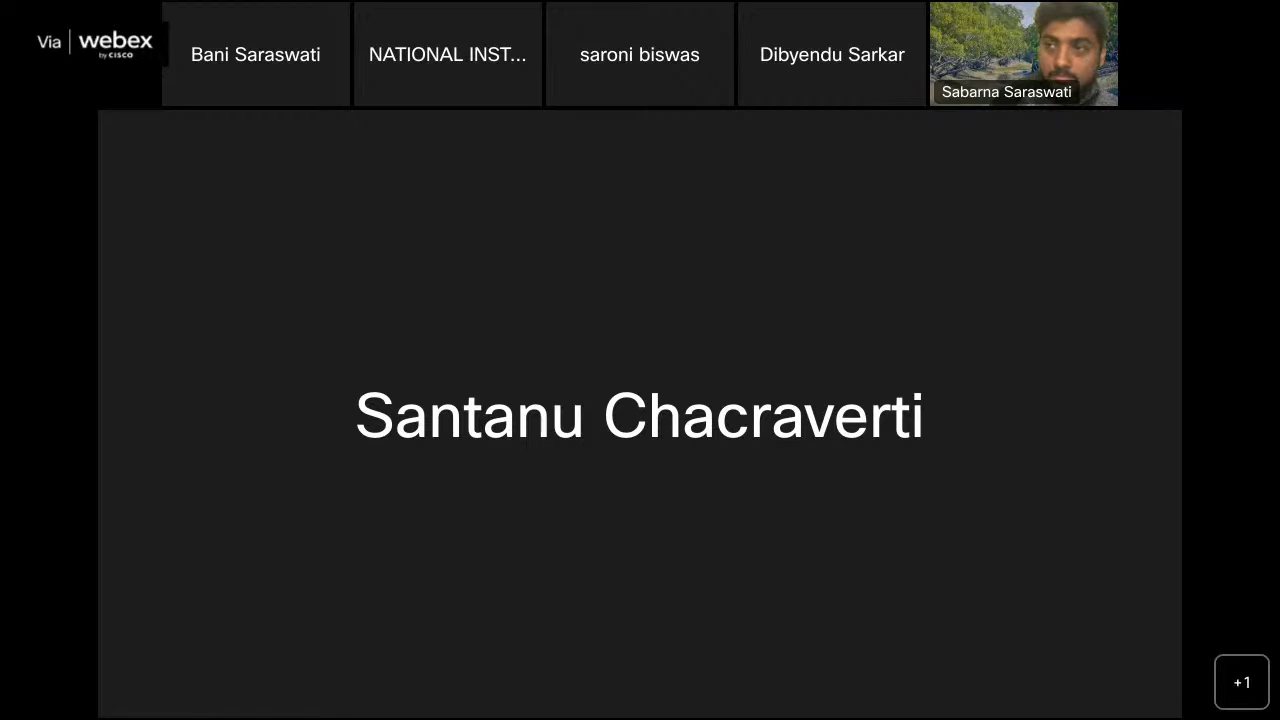 Via | webex
by CISCO
Bani Saraswati
NATIONAL INST...
saroni biswas
Dibyendu Sarkar
Sabarna Saraswati
Santanu Chacraverti
+1